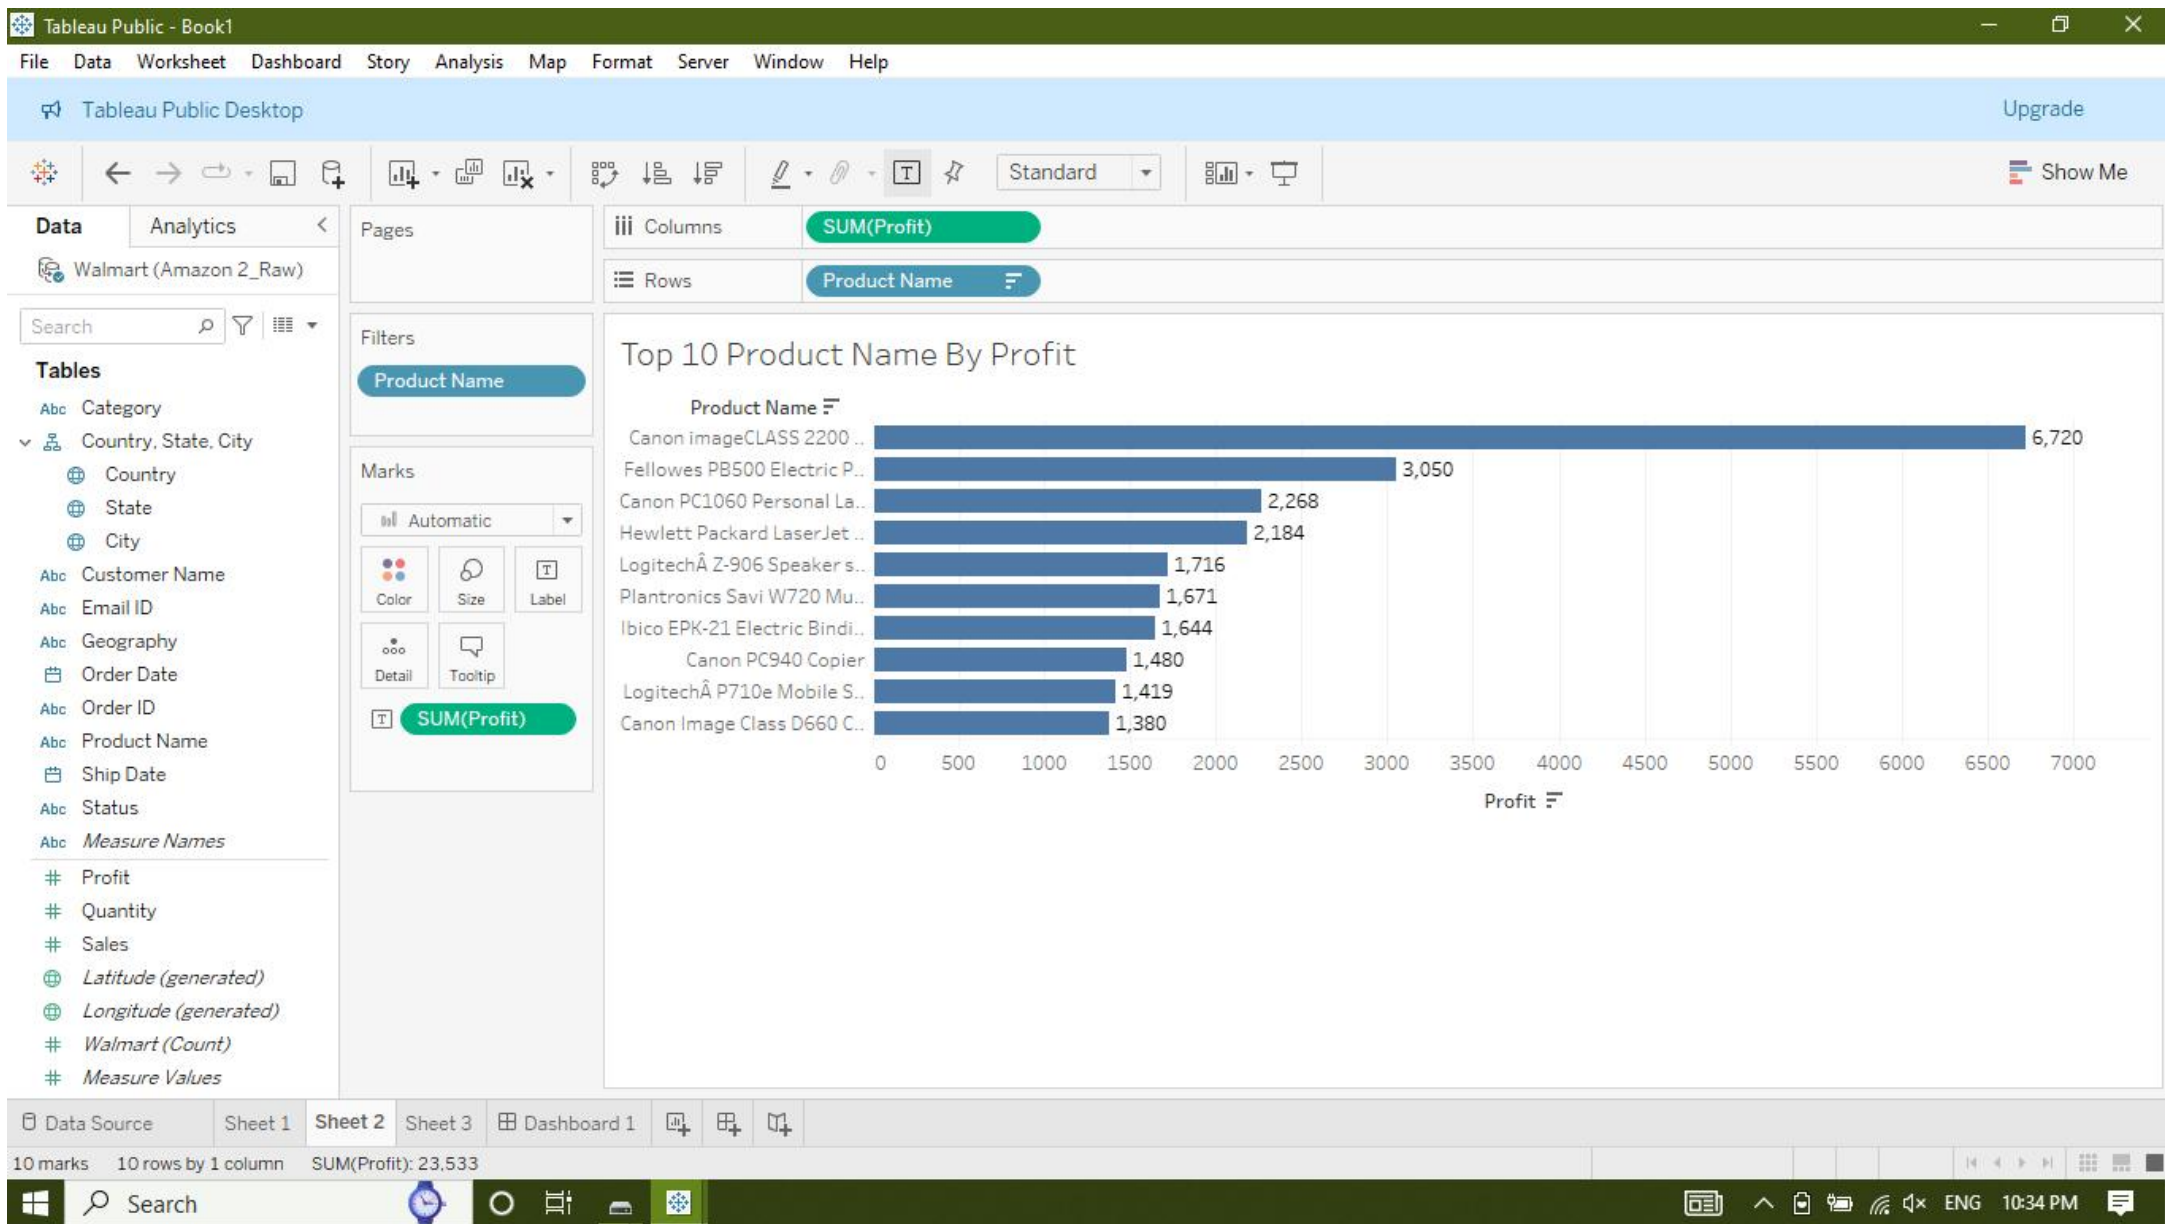 Tableau Public - Book1
File Data Worksheet Dashboard Story Analysis Map Format Server Window Help
Tableau Public Desktop
Upgrade
Standard
Show Me
Data Analytics
Walmart (Amazon 2_Raw)
Search
Tables
Abc Category
Country, State, City
Country
State
City
Abc Customer Name
Abc Email ID
Abc Geography
Order Date
Abc Order ID
Abc Product Name
Ship Date
Abc Status
Abc Measure Names
# Profit
# Quantity
# Sales
Latitude (generated)
Longitude (generated)
# Walmart (Count)
# Measure Values
Pages
Filters
Product Name
Marks
Automatic
Color Size Label
Detail Tooltip
SUM(Profit)
Columns SUM(Profit)
Rows Product Name
Top 10 Product Name By Profit
Product Name
Canon imageCLASS 2200 .. 6,720
Fellowes PB500 Electric P.. 3,050
Canon PC1060 Personal La.. 2,268
Hewlett Packard LaserJet .. 2,184
LogitechÂ Z-906 Speaker s.. 1,716
Plantronics Savi W720 Mu.. 1,671
Ibico EPK-21 Electric Bindi.. 1,644
Canon PC940 Copier 1,480
LogitechÂ P710e Mobile S.. 1,419
Canon Image Class D660 C.. 1,380
0 500 1000 1500 2000 2500 3000 3500 4000 4500 5000 5500 6000 6500 7000
Profit
Data Source Sheet 1 Sheet 2 Sheet 3 Dashboard 1
10 marks 10 rows by 1 column SUM(Profit): 23,533
Search
ENG 10:34 PM